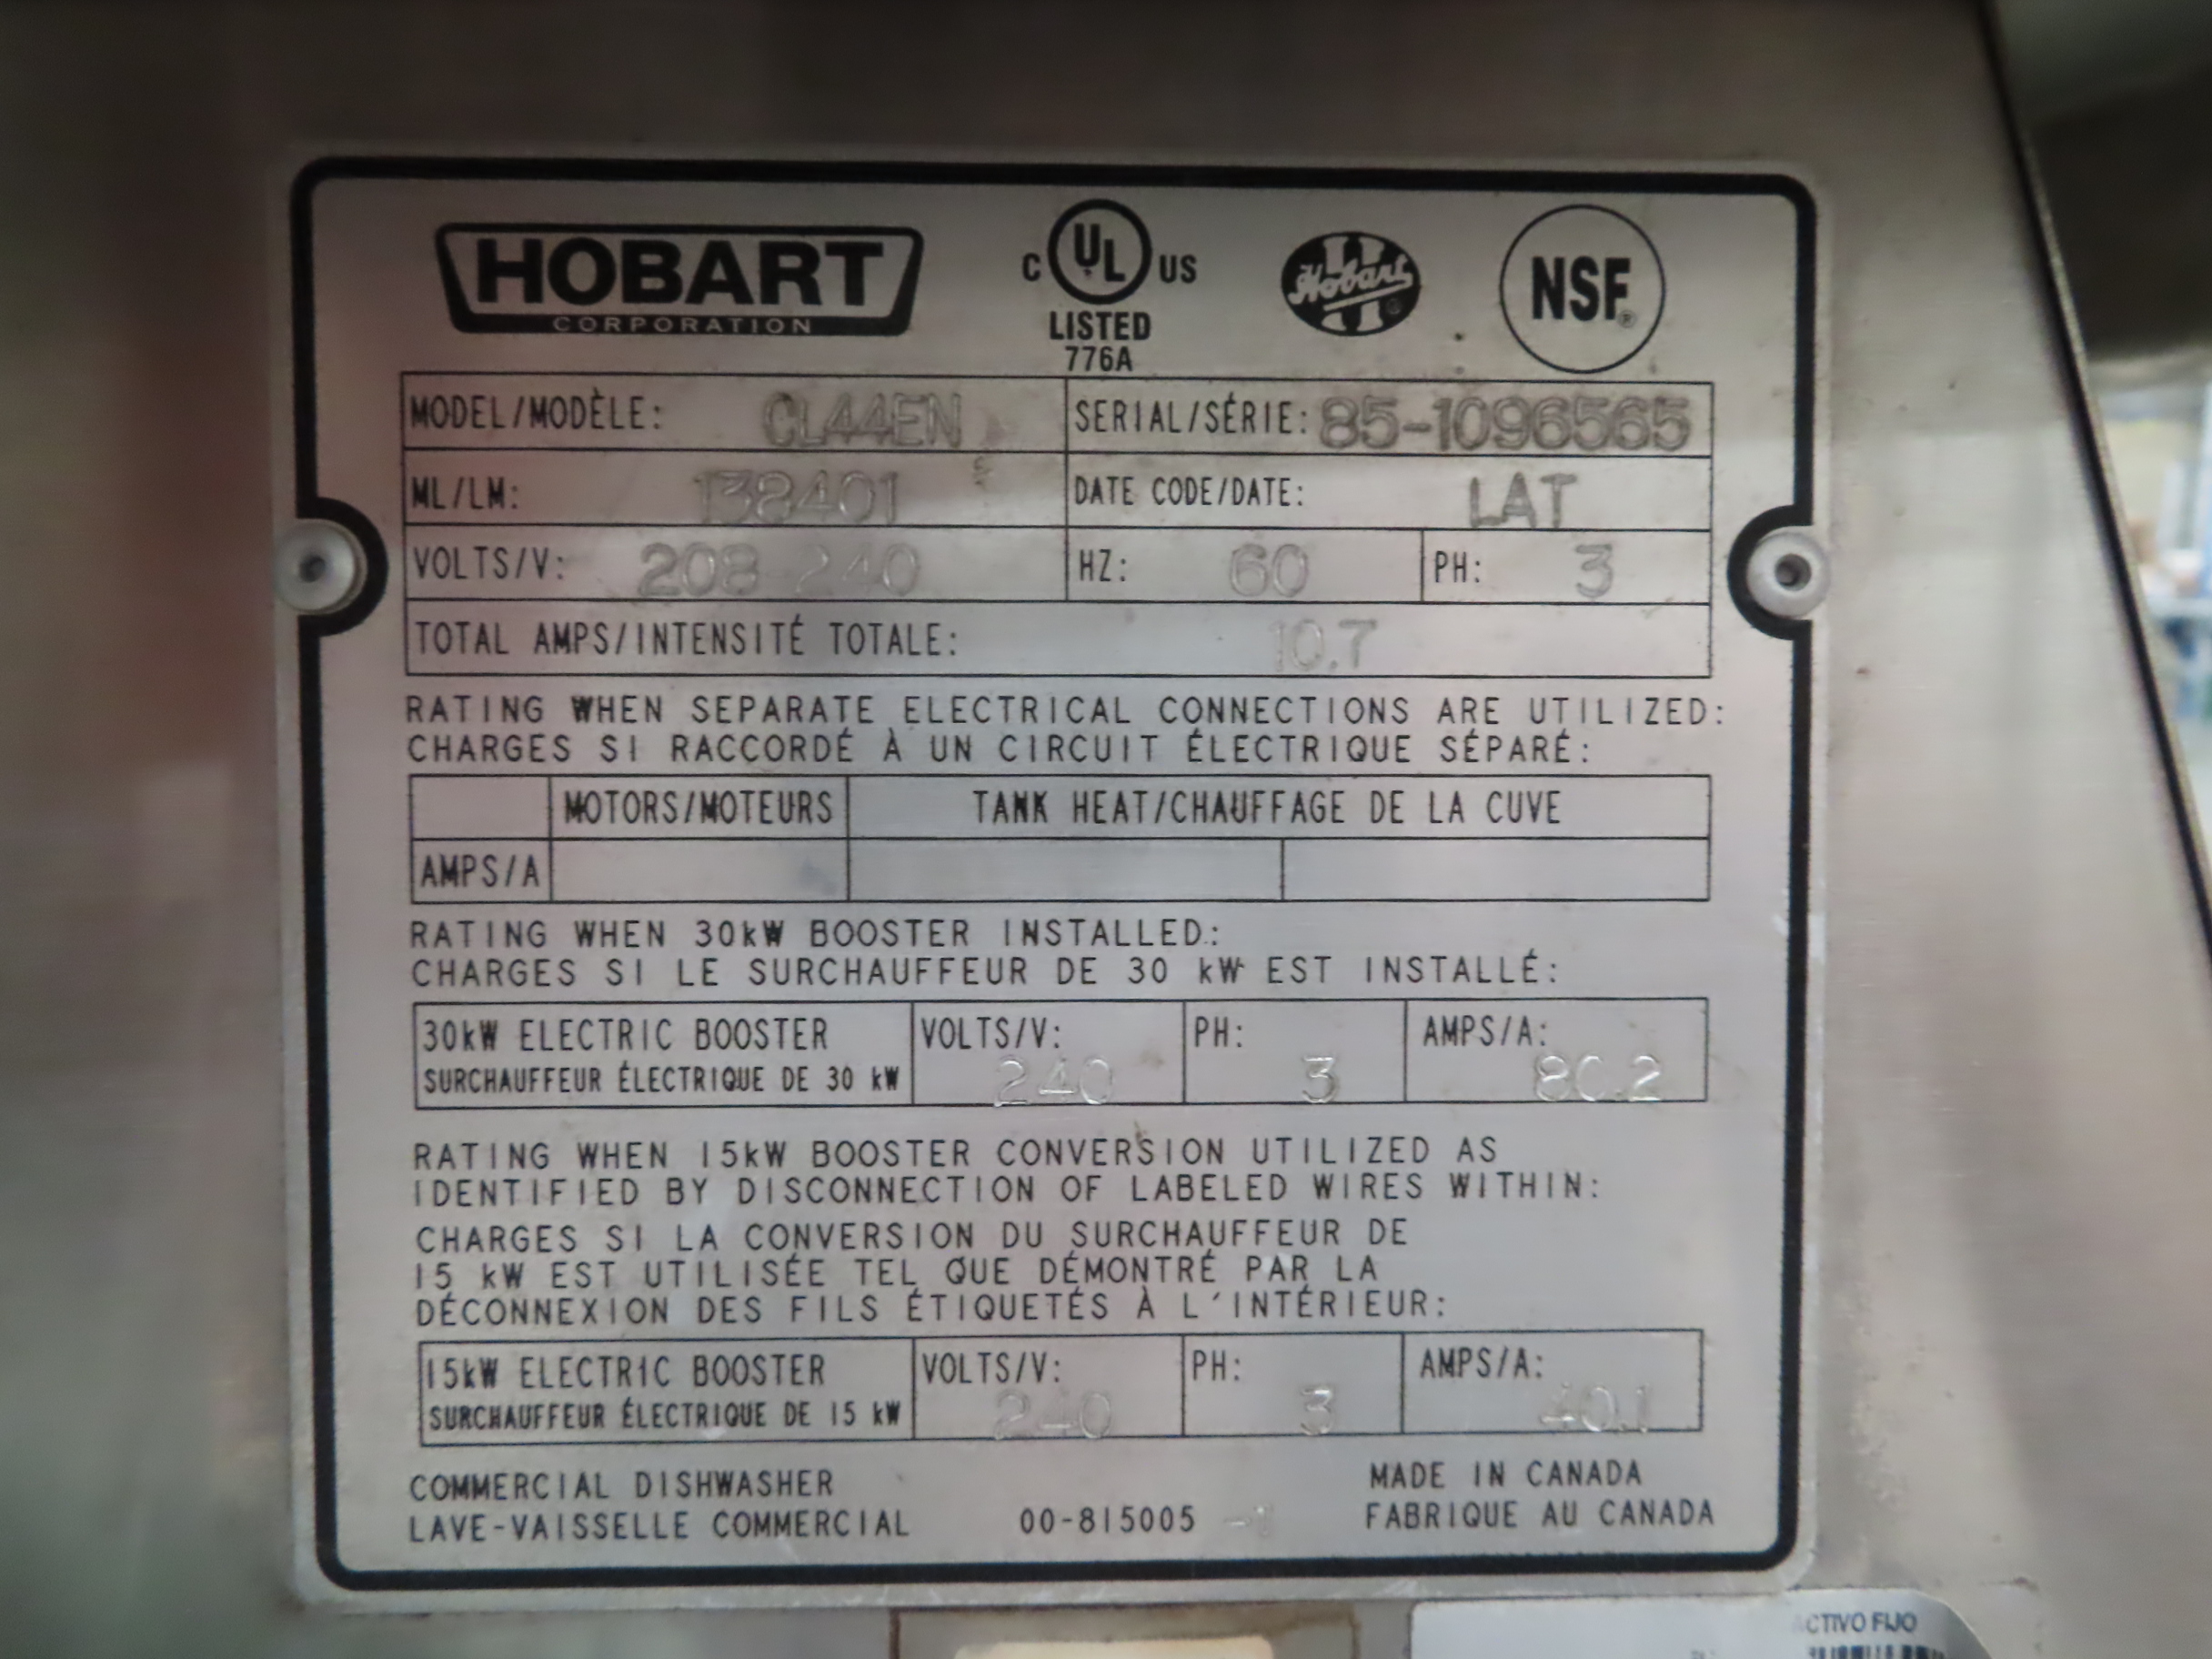 HOBART
CORPORATION
C UL US
LISTED
776A
Hobart ®
NSF®
MODEL/MODÈLE: CL44EN
SERIAL/SÉRIE: 85-1096565
ML/LM: 138401
DATE CODE/DATE: LAT
VOLTS/V: 208-240
HZ: 60
PH: 3
TOTAL AMPS/INTENSITÉ TOTALE: 10.7
RATING WHEN SEPARATE ELECTRICAL CONNECTIONS ARE UTILIZED:
CHARGES SI RACCORDÉ À UN CIRCUIT ÉLECTRIQUE SÉPARÉ:
MOTORS/MOTEURS
TANK HEAT/CHAUFFAGE DE LA CUVE
AMPS/A
RATING WHEN 30kW BOOSTER INSTALLED:
CHARGES SI LE SURCHAUFFEUR DE 30 kW EST INSTALLÉ:
30kW ELECTRIC BOOSTER
SURCHAUFFEUR ÉLECTRIQUE DE 30 kW
VOLTS/V: 240
PH: 3
AMPS/A: 80.2
RATING WHEN 15kW BOOSTER CONVERSION UTILIZED AS
IDENTIFIED BY DISCONNECTION OF LABELED WIRES WITHIN:
CHARGES SI LA CONVERSION DU SURCHAUFFEUR DE
15 kW EST UTILISÉE TEL QUE DÉMONTRÉ PAR LA
DÉCONNEXION DES FILS ÉTIQUETÉS À L'INTÉRIEUR:
15kW ELECTRIC BOOSTER
SURCHAUFFEUR ÉLECTRIQUE DE 15 kW
VOLTS/V: 240
PH: 3
AMPS/A: 40.1
COMMERCIAL DISHWASHER
LAVE-VAISSELLE COMMERCIAL
00-815005 -1
MADE IN CANADA
FABRIQUE AU CANADA
ACTIVO FIJO